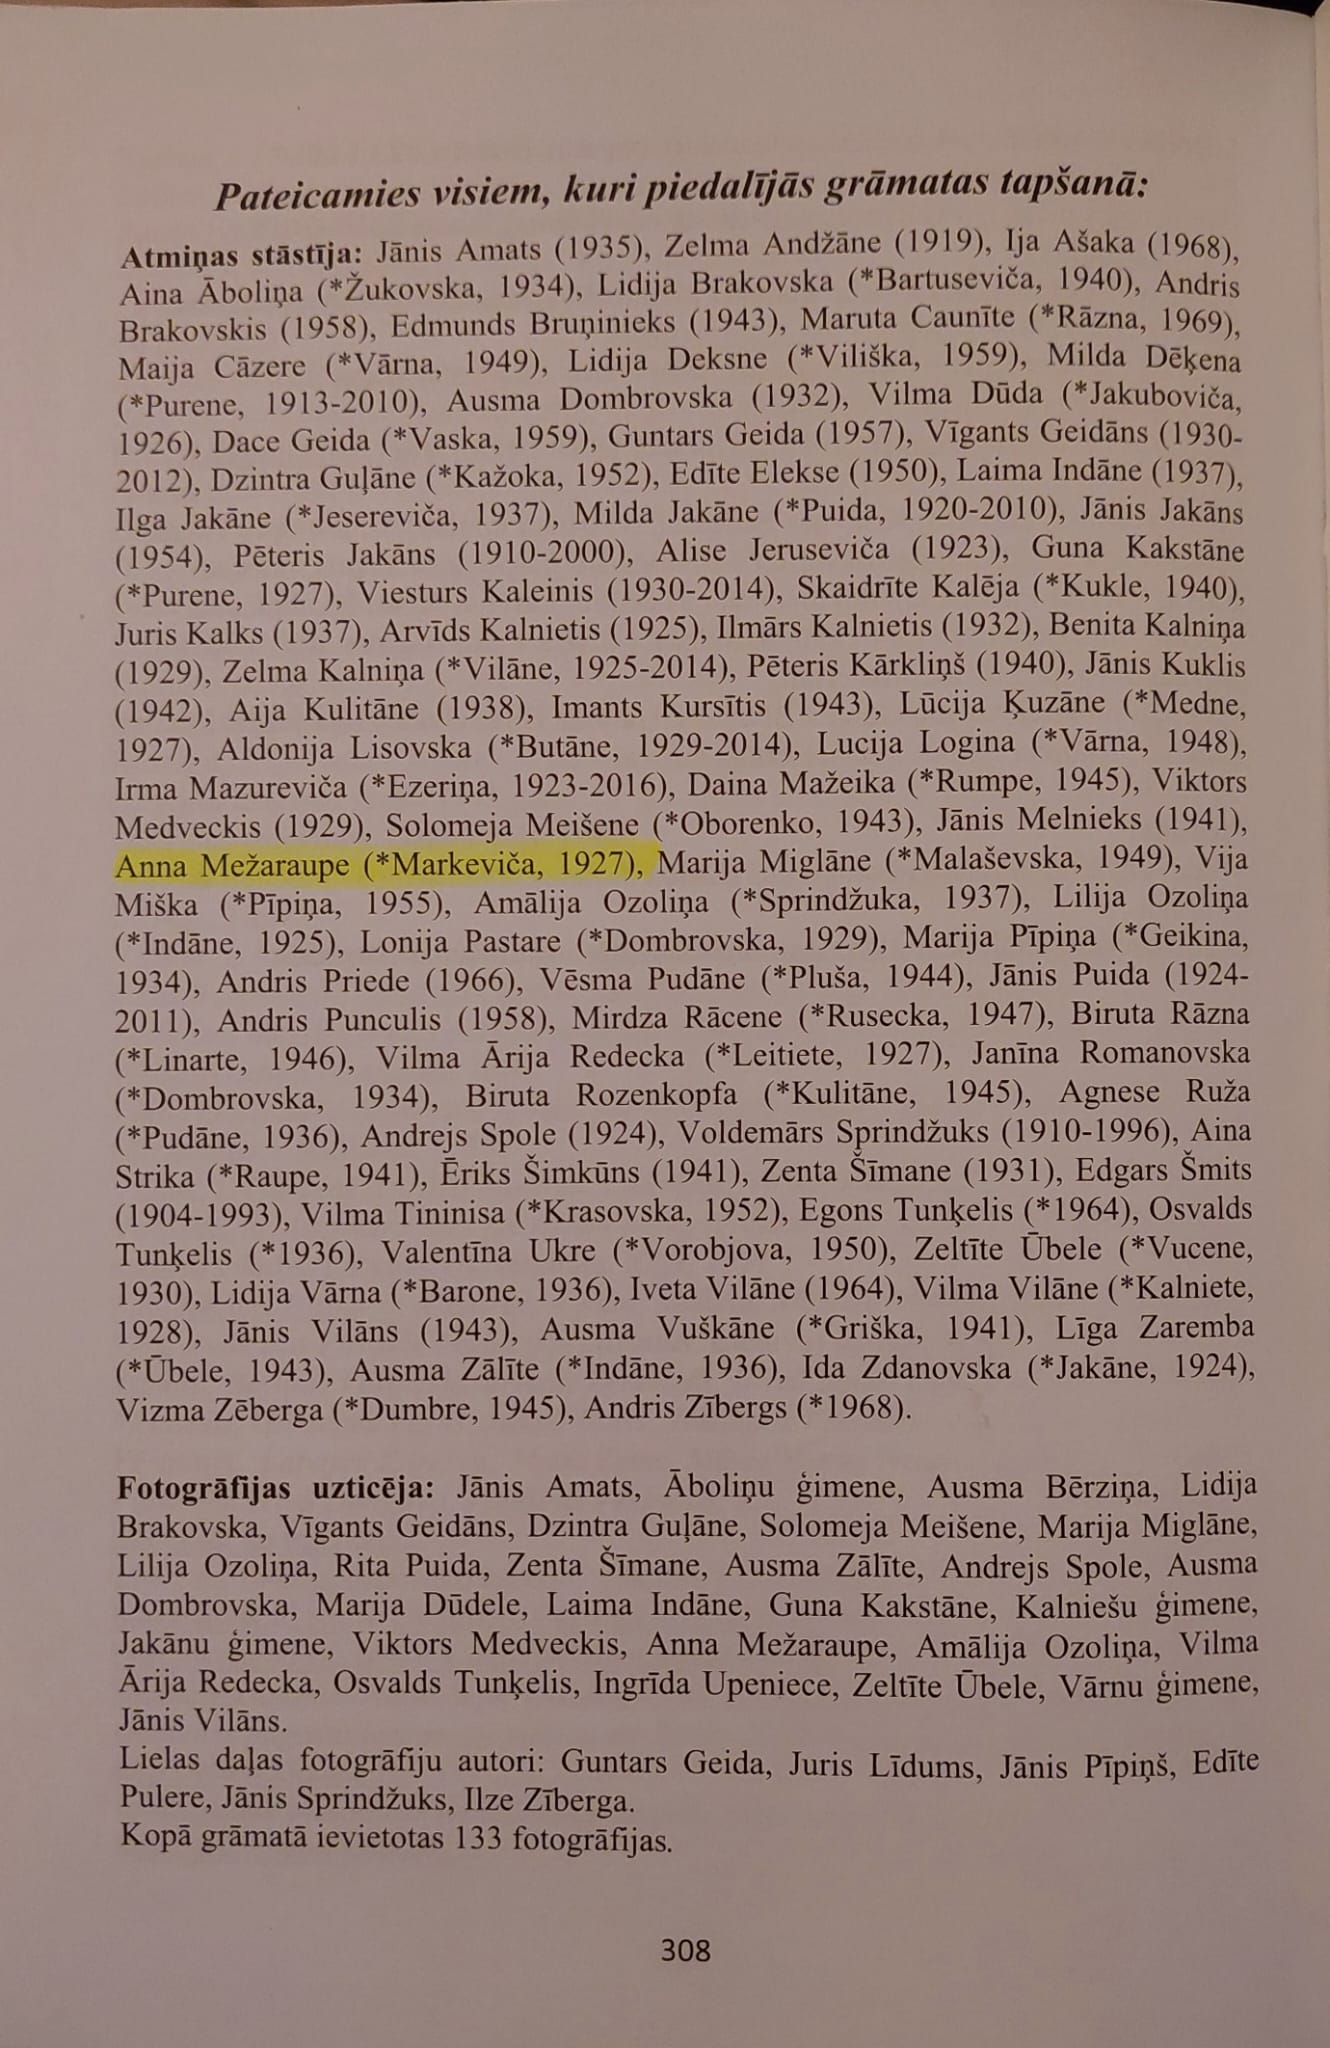 Pateicamies visiem, kuri piedalījās grāmatas tapšanā:
Atmiņas stāstīja: Jānis Amats (1935), Zelma Andžāne (1919), Ija Ašaka (1968),
Aina Āboliņa (*Žukovska, 1934), Lidija Brakovska (*Bartuseviča, 1940), Andris
Brakovskis (1958), Edmunds Bruņinieks (1943), Maruta Caunīte (*Rāzna, 1969),
Maija Cāzere (*Vārna, 1949), Lidija Deksne (*Viliška, 1959), Milda Dēķena
(*Purene, 1913-2010), Ausma Dombrovska (1932), Vilma Dūda (*Jakuboviča,
1926), Dace Geida (*Vaska, 1959), Guntars Geida (1957), Vīgants Geidāns (1930-
2012), Dzintra Guļāne (*Kažoka, 1952), Edīte Elekse (1950), Laima Indāne (1937),
Ilga Jakāne (*Jesereviča, 1937), Milda Jakāne (*Puida, 1920-2010), Jānis Jakāns
(1954), Pēteris Jakāns (1910-2000), Alise Jeruseviča (1923), Guna Kakstāne
(*Purene, 1927), Viesturs Kaleinis (1930-2014), Skaidrīte Kalēja (*Kukle, 1940),
Juris Kalks (1937), Arvīds Kalnietis (1925), Ilmārs Kalnietis (1932), Benita Kalniņa
(1929), Zelma Kalniņa (*Vilāne, 1925-2014), Pēteris Kārkliņš (1940), Jānis Kuklis
(1942), Aija Kulitāne (1938), Imants Kursītis (1943), Lūcija Ķuzāne (*Medne,
1927), Aldonija Lisovska (*Butāne, 1929-2014), Lucija Logina (*Vārna, 1948),
Irma Mazureviča (*Ezeriņa, 1923-2016), Daina Mažeika (*Rumpe, 1945), Viktors
Medveckis (1929), Solomeja Meišene (*Oborenko, 1943), Jānis Melnieks (1941),
Anna Mežaraupe (*Markeviča, 1927), Marija Miglāne (*Malaševska, 1949), Vija
Miška (*Pīpiņa, 1955), Amālija Ozoliņa (*Sprindžuka, 1937), Lilija Ozoliņa
(*Indāne, 1925), Lonija Pastare (*Dombrovska, 1929), Marija Pīpiņa (*Geikina,
1934), Andris Priede (1966), Vēsma Pudāne (*Pluša, 1944), Jānis Puida (1924-
2011), Andris Punculis (1958), Mirdza Rācene (*Rusecka, 1947), Biruta Rāzna
(*Linarte, 1946), Vilma Ārija Redecka (*Leitiete, 1927), Janīna Romanovska
(*Dombrovska, 1934), Biruta Rozenkopfa (*Kulitāne, 1945), Agnese Ruža
(*Pudāne, 1936), Andrejs Spole (1924), Voldemārs Sprindžuks (1910-1996), Aina
Strika (*Raupe, 1941), Ēriks Šimkūns (1941), Zenta Šīmane (1931), Edgars Šmits
(1904-1993), Vilma Tininisa (*Krasovska, 1952), Egons Tunķelis (*1964), Osvalds
Tunķelis (*1936), Valentīna Ukre (*Vorobjova, 1950), Zeltīte Ūbele (*Vucene,
1930), Lidija Vārna (*Barone, 1936), Iveta Vilāne (1964), Vilma Vilāne (*Kalniete,
1928), Jānis Vilāns (1943), Ausma Vuškāne (*Griška, 1941), Līga Zaremba
(*Ūbele, 1943), Ausma Zālīte (*Indāne, 1936), Ida Zdanovska (*Jakāne, 1924),
Vizma Zēberga (*Dumbre, 1945), Andris Zībergs (*1968).
Fotogrāfijas uzticēja: Jānis Amats, Āboliņu ģimene, Ausma Bērziņa, Lidija
Brakovska, Vīgants Geidāns, Dzintra Guļāne, Solomeja Meišene, Marija Miglāne,
Lilija Ozoliņa, Rita Puida, Zenta Šīmane, Ausma Zālīte, Andrejs Spole, Ausma
Dombrovska, Marija Dūdele, Laima Indāne, Guna Kakstāne, Kalniešu ģimene,
Jakānu ģimene, Viktors Medveckis, Anna Mežaraupe, Amālija Ozoliņa, Vilma
Ārija Redecka, Osvalds Tunķelis, Ingrīda Upeniece, Zeltīte Ūbele, Vārnu ģimene,
Jānis Vilāns.
Lielas daļas fotogrāfiju autori: Guntars Geida, Juris Līdums, Jānis Pīpiņš, Edīte
Pulere, Jānis Sprindžuks, Ilze Zīberga.
Kopā grāmatā ievietotas 133 fotogrāfijas.
308